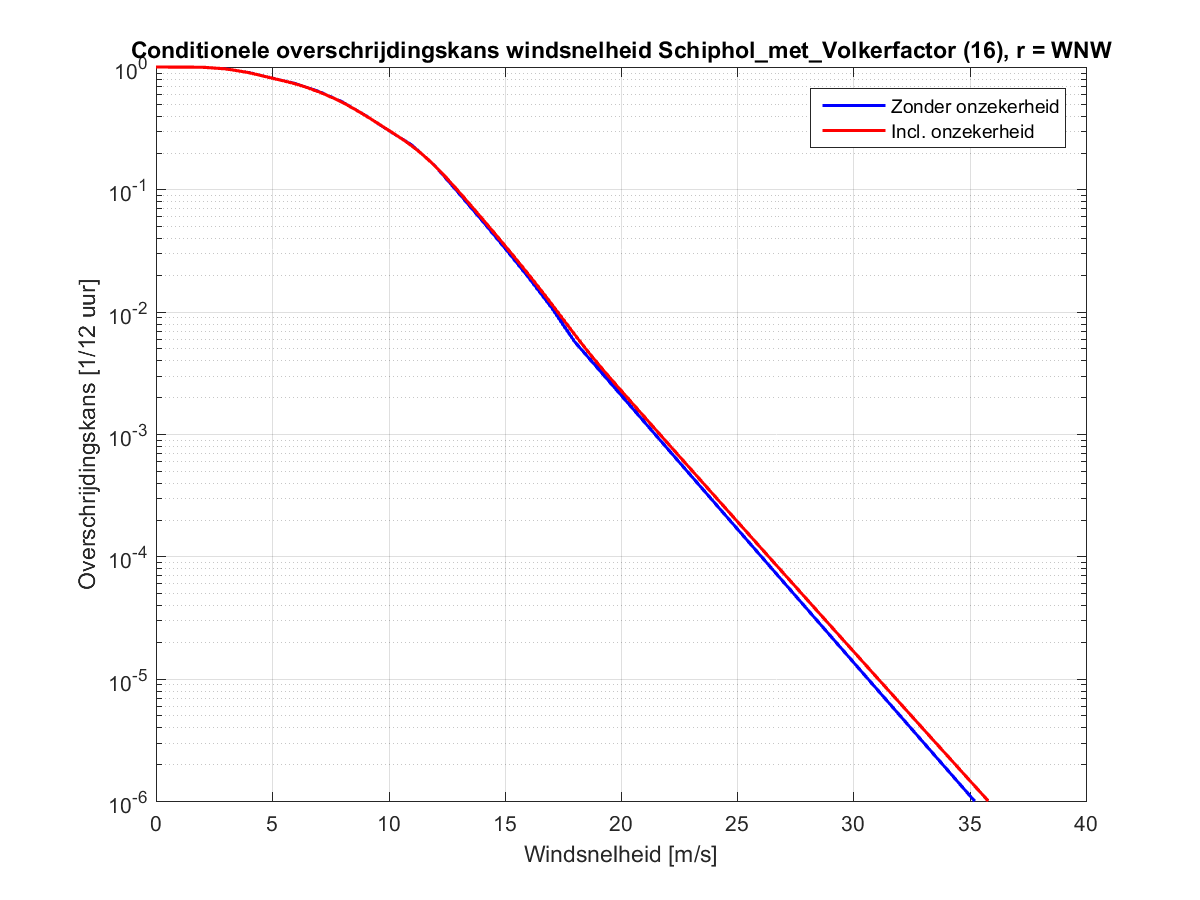 Conditionele overschrijdingskans windsnelheid Schiphol_met_Volkerfactor (16), r = WNW
Zonder onzekerheid
Incl. onzekerheid
Overschrijdingskans [1/12 uur]
10^0
10^-1
10^-2
10^-3
10^-4
10^-5
10^-6
0 5 10 15 20 25 30 35 40
Windsnelheid [m/s]